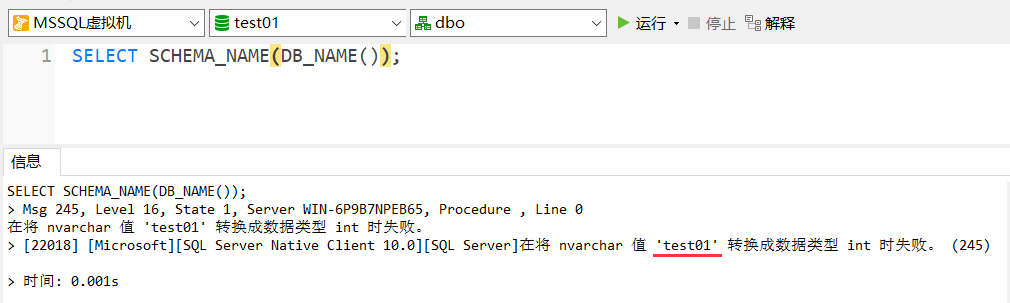 MSSQL虚拟机 test01 dbo 运行 停止 解释
1 SELECT SCHEMA_NAME(DB_NAME());
信息
SELECT SCHEMA_NAME(DB_NAME());
> Msg 245, Level 16, State 1, Server WIN-6P9B7NPEB65, Procedure , Line 0
在将 nvarchar 值 'test01' 转换成数据类型 int 时失败。
> [22018] [Microsoft][SQL Server Native Client 10.0][SQL Server]在将 nvarchar 值 'test01' 转换成数据类型 int 时失败。 (245)
> 时间: 0.001s